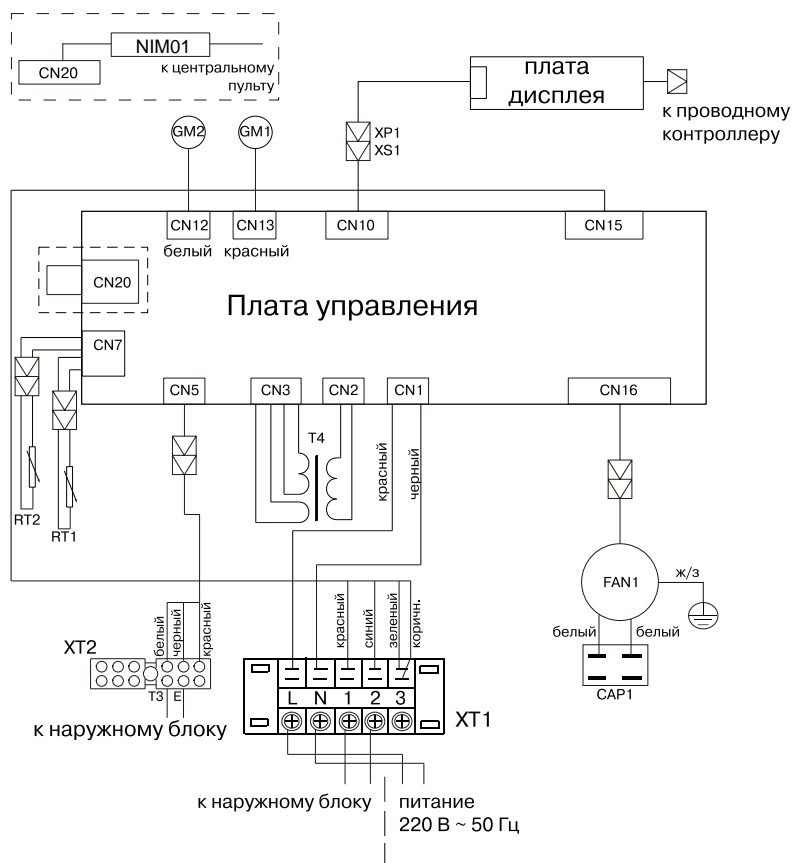 NIM01
CN20
к центральному
пульту
плата
дисплея
к проводному
контроллеру
XP1
XS1
GM2
GM1
CN12
CN13
CN10
CN15
белый
красный
CN20
Плата управления
CN7
CN5
CN3
CN2
CN1
CN16
T4
красный
черный
RT2
RT1
FAN1
ж/з
белый
белый
CAP1
белый
черный
красный
красный
синий
зеленый
коричн.
XT2
T3
E
к наружному блоку
L
N
1
2
3
XT1
к наружному блоку
питание
220 В ~ 50 Гц